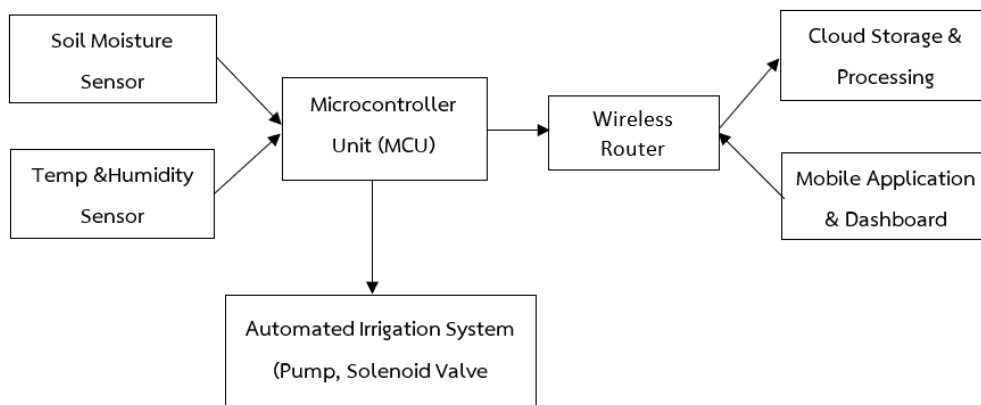 Soil Moisture
Sensor
Temp &Humidity
Sensor
Microcontroller
Unit (MCU)
Wireless
Router
Cloud Storage &
Processing
Mobile Application
& Dashboard
Automated Irrigation System
(Pump, Solenoid Valve